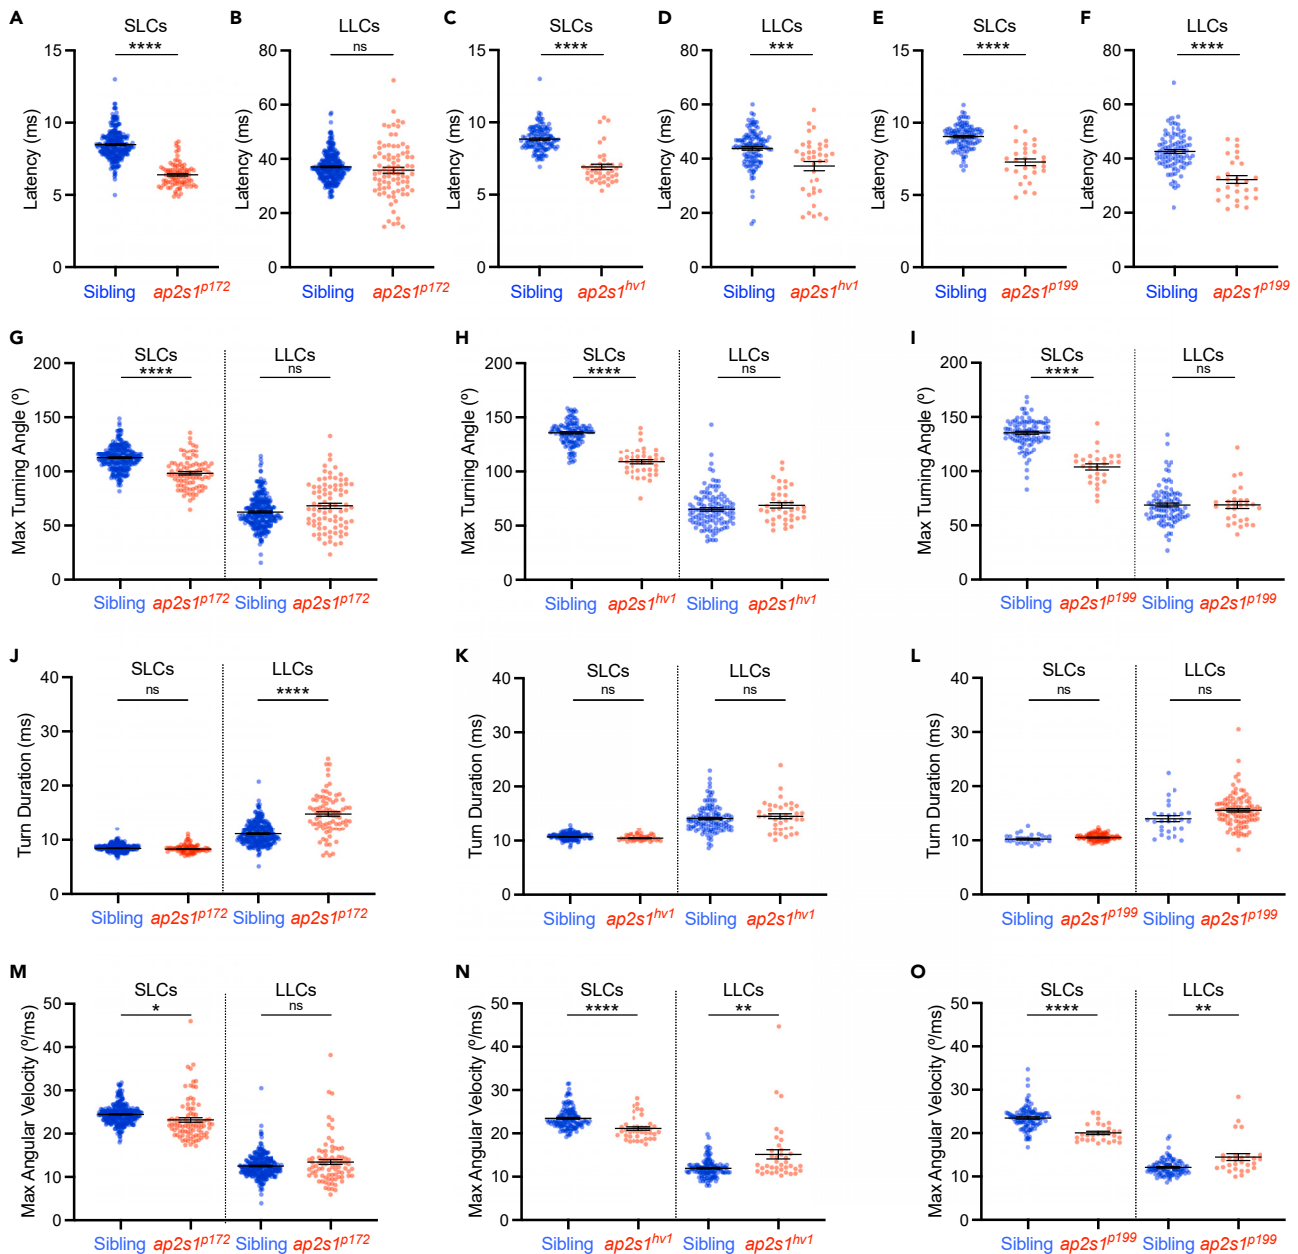 A
B
C
D
E
F
SLCs
LLCs
SLCs
LLCs
SLCs
LLCs
****
ns
****
***
****
****
Latency (ms)
15
10
5
0
Latency (ms)
80
60
40
20
0
Latency (ms)
15
10
5
0
Latency (ms)
80
60
40
20
0
Latency (ms)
15
10
5
0
Latency (ms)
80
60
40
20
0
Sibling ap2s1p172
Sibling ap2s1p172
Sibling ap2s1hv1
Sibling ap2s1hv1
Sibling ap2s1p199
Sibling ap2s1p199
G
SLCs
LLCs
****
ns
Max Turning Angle (º)
200
150
100
50
0
Sibling ap2s1p172 Sibling ap2s1p172
H
SLCs
LLCs
****
ns
Max Turning Angle (º)
200
150
100
50
0
Sibling ap2s1hv1 Sibling ap2s1hv1
I
SLCs
LLCs
****
ns
Max Turning Angle (º)
200
150
100
50
0
Sibling ap2s1p199 Sibling ap2s1p199
J
SLCs
LLCs
ns
****
Turn Duration (ms)
40
30
20
10
0
Sibling ap2s1p172 Sibling ap2s1p172
K
SLCs
LLCs
ns
ns
Turn Duration (ms)
40
30
20
10
0
Sibling ap2s1hv1 Sibling ap2s1hv1
L
SLCs
LLCs
ns
ns
Turn Duration (ms)
40
30
20
10
0
Sibling ap2s1p199 Sibling ap2s1p199
M
SLCs
LLCs
*
ns
Max Angular Velocity (º/ms)
50
40
30
20
10
0
Sibling ap2s1p172 Sibling ap2s1p172
N
SLCs
LLCs
****
**
Max Angular Velocity (º/ms)
50
40
30
20
10
0
Sibling ap2s1hv1 Sibling ap2s1hv1
O
SLCs
LLCs
****
**
Max Angular Velocity (º/ms)
50
40
30
20
10
0
Sibling ap2s1p199 Sibling ap2s1p199